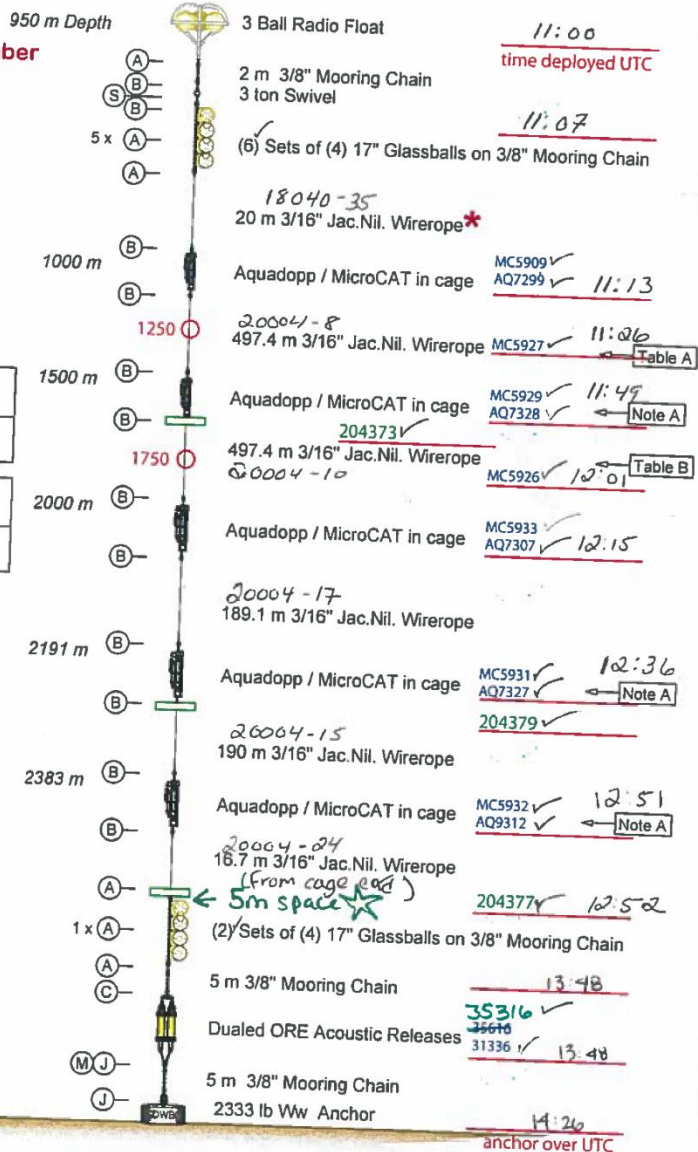 950 m Depth
3 Ball Radio Float
11:00
time deployed UTC
A
B
2 m 3/8" Mooring Chain
S
3 ton Swivel
B
11:07
5 x A
(6) Sets of (4) 17" Glassballs on 3/8" Mooring Chain
A
18040-35
20 m 3/16" Jac.Nil. Wirerope*
B
MC5909
1000 m
Aquadopp / MicroCAT in cage
AQ7299
11:13
B
20004-8
11:26
1250
497.4 m 3/16" Jac.Nil. Wirerope
MC5927
Table A
B
1500 m
Aquadopp / MicroCAT in cage
MC5929
11:49
AQ7328
Note A
B
204373
1750
497.4 m 3/16" Jac.Nil. Wirerope
Table B
20004-10
MC5926
12:01
2000 m
B
Aquadopp / MicroCAT in cage
MC5933
AQ7307
12:15
B
20004-17
189.1 m 3/16" Jac.Nil. Wirerope
2191 m
B
12:36
Aquadopp / MicroCAT in cage
MC5931
AQ7327
Note A
B
204379
20004-15
190 m 3/16" Jac.Nil. Wirerope
2383 m
B
12:51
Aquadopp / MicroCAT in cage
MC5932
AQ9312
Note A
B
20004-24
16.7 m 3/16" Jac.Nil. Wirerope
(from cage
A
← 5m space ☆
204377
12:52
1 x A
(2) Sets of (4) 17" Glassballs on 3/8" Mooring Chain
A
5 m 3/8" Mooring Chain
13:48
C
35316
Dualed ORE Acoustic Releases
35616
31336
13:48
M J
5 m 3/8" Mooring Chain
J
DWB
2333 lb Ww Anchor
14:26
anchor over UTC